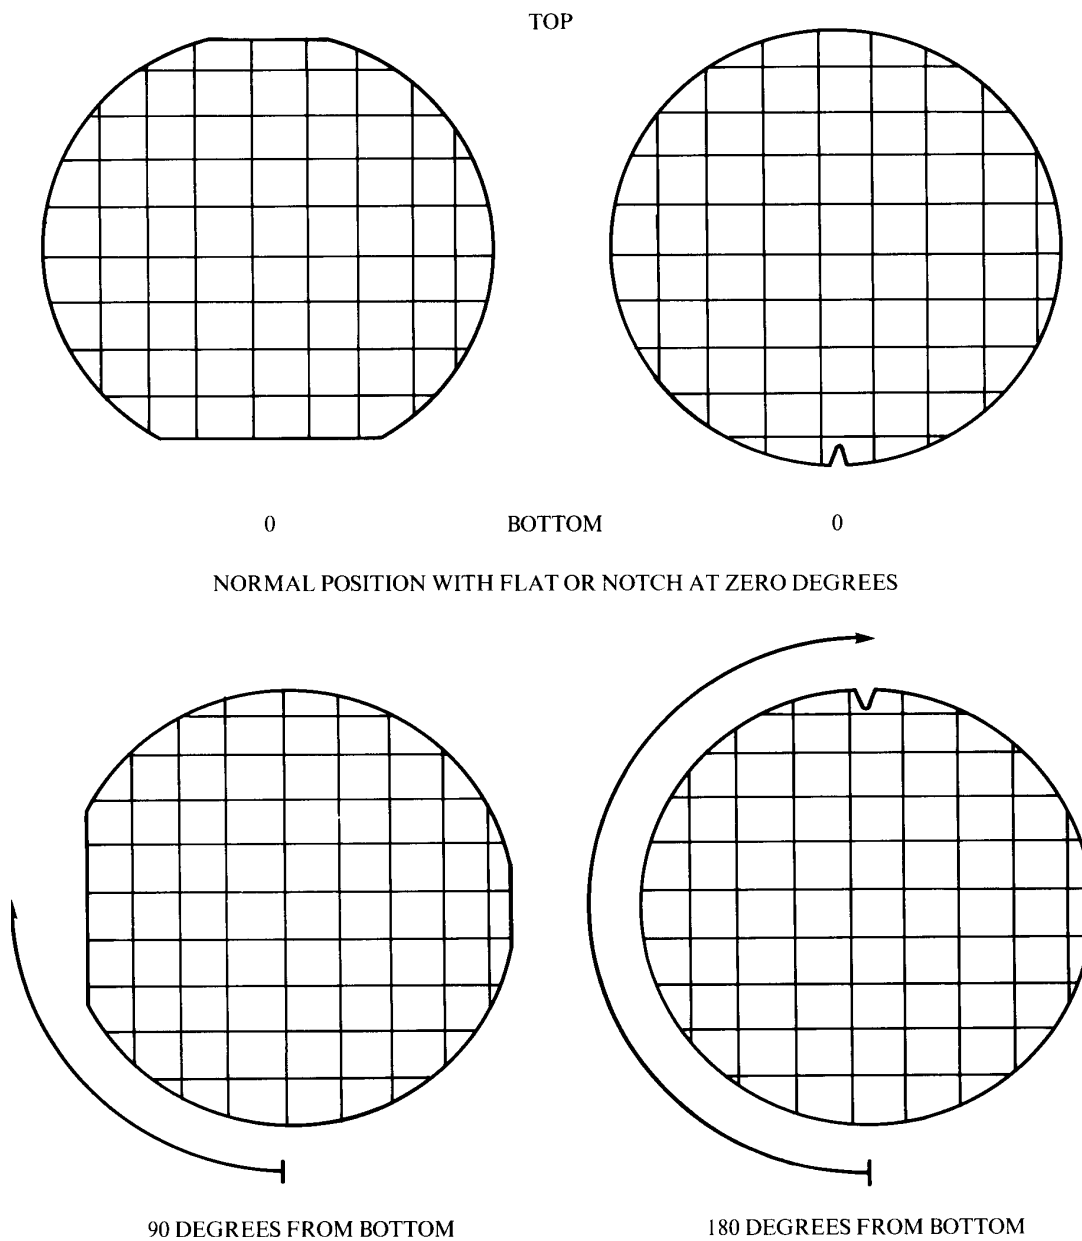 TOP
0 BOTTOM 0
NORMAL POSITION WITH FLAT OR NOTCH AT ZERO DEGREES
90 DEGREES FROM BOTTOM 180 DEGREES FROM BOTTOM